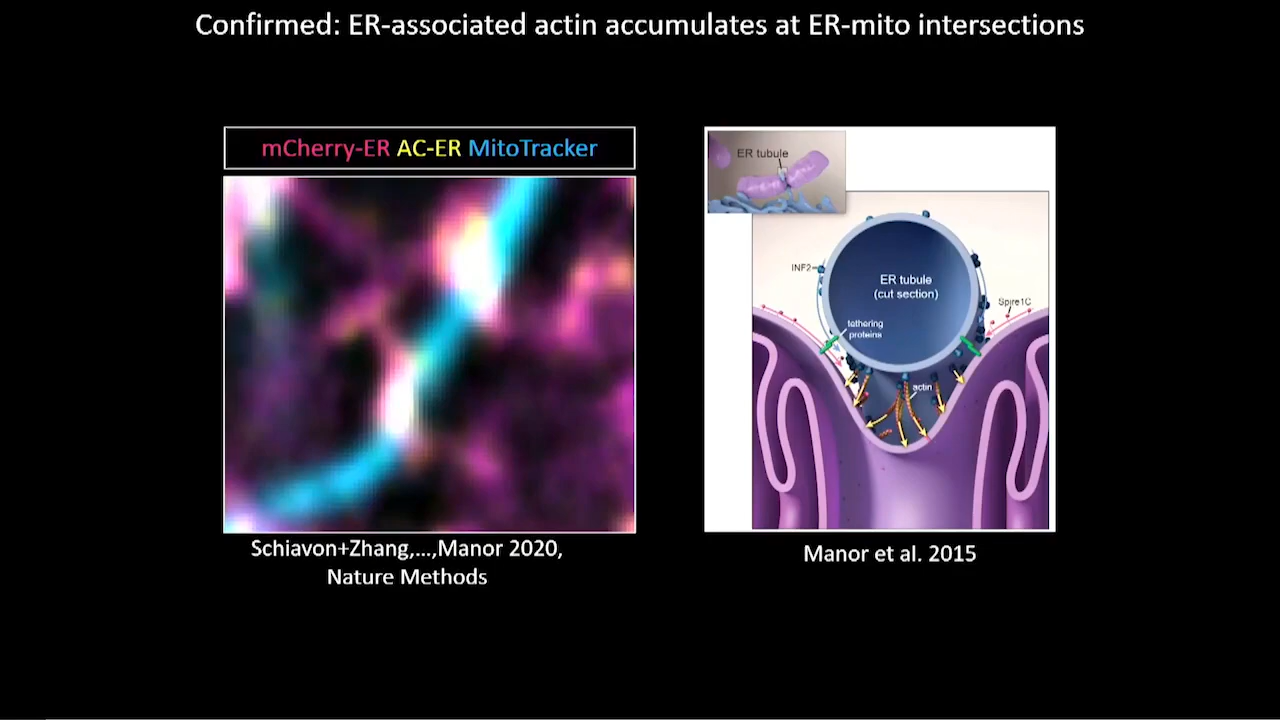 Confirmed: ER-associated actin accumulates at ER-mito intersections
mCherry-ER AC-ER MitoTracker
Schiavon+Zhang,...,Manor 2020,
Nature Methods
ER tubule
INF2
ER tubule
(cut section)
Spire1C
tethering
proteins
actin
Manor et al. 2015